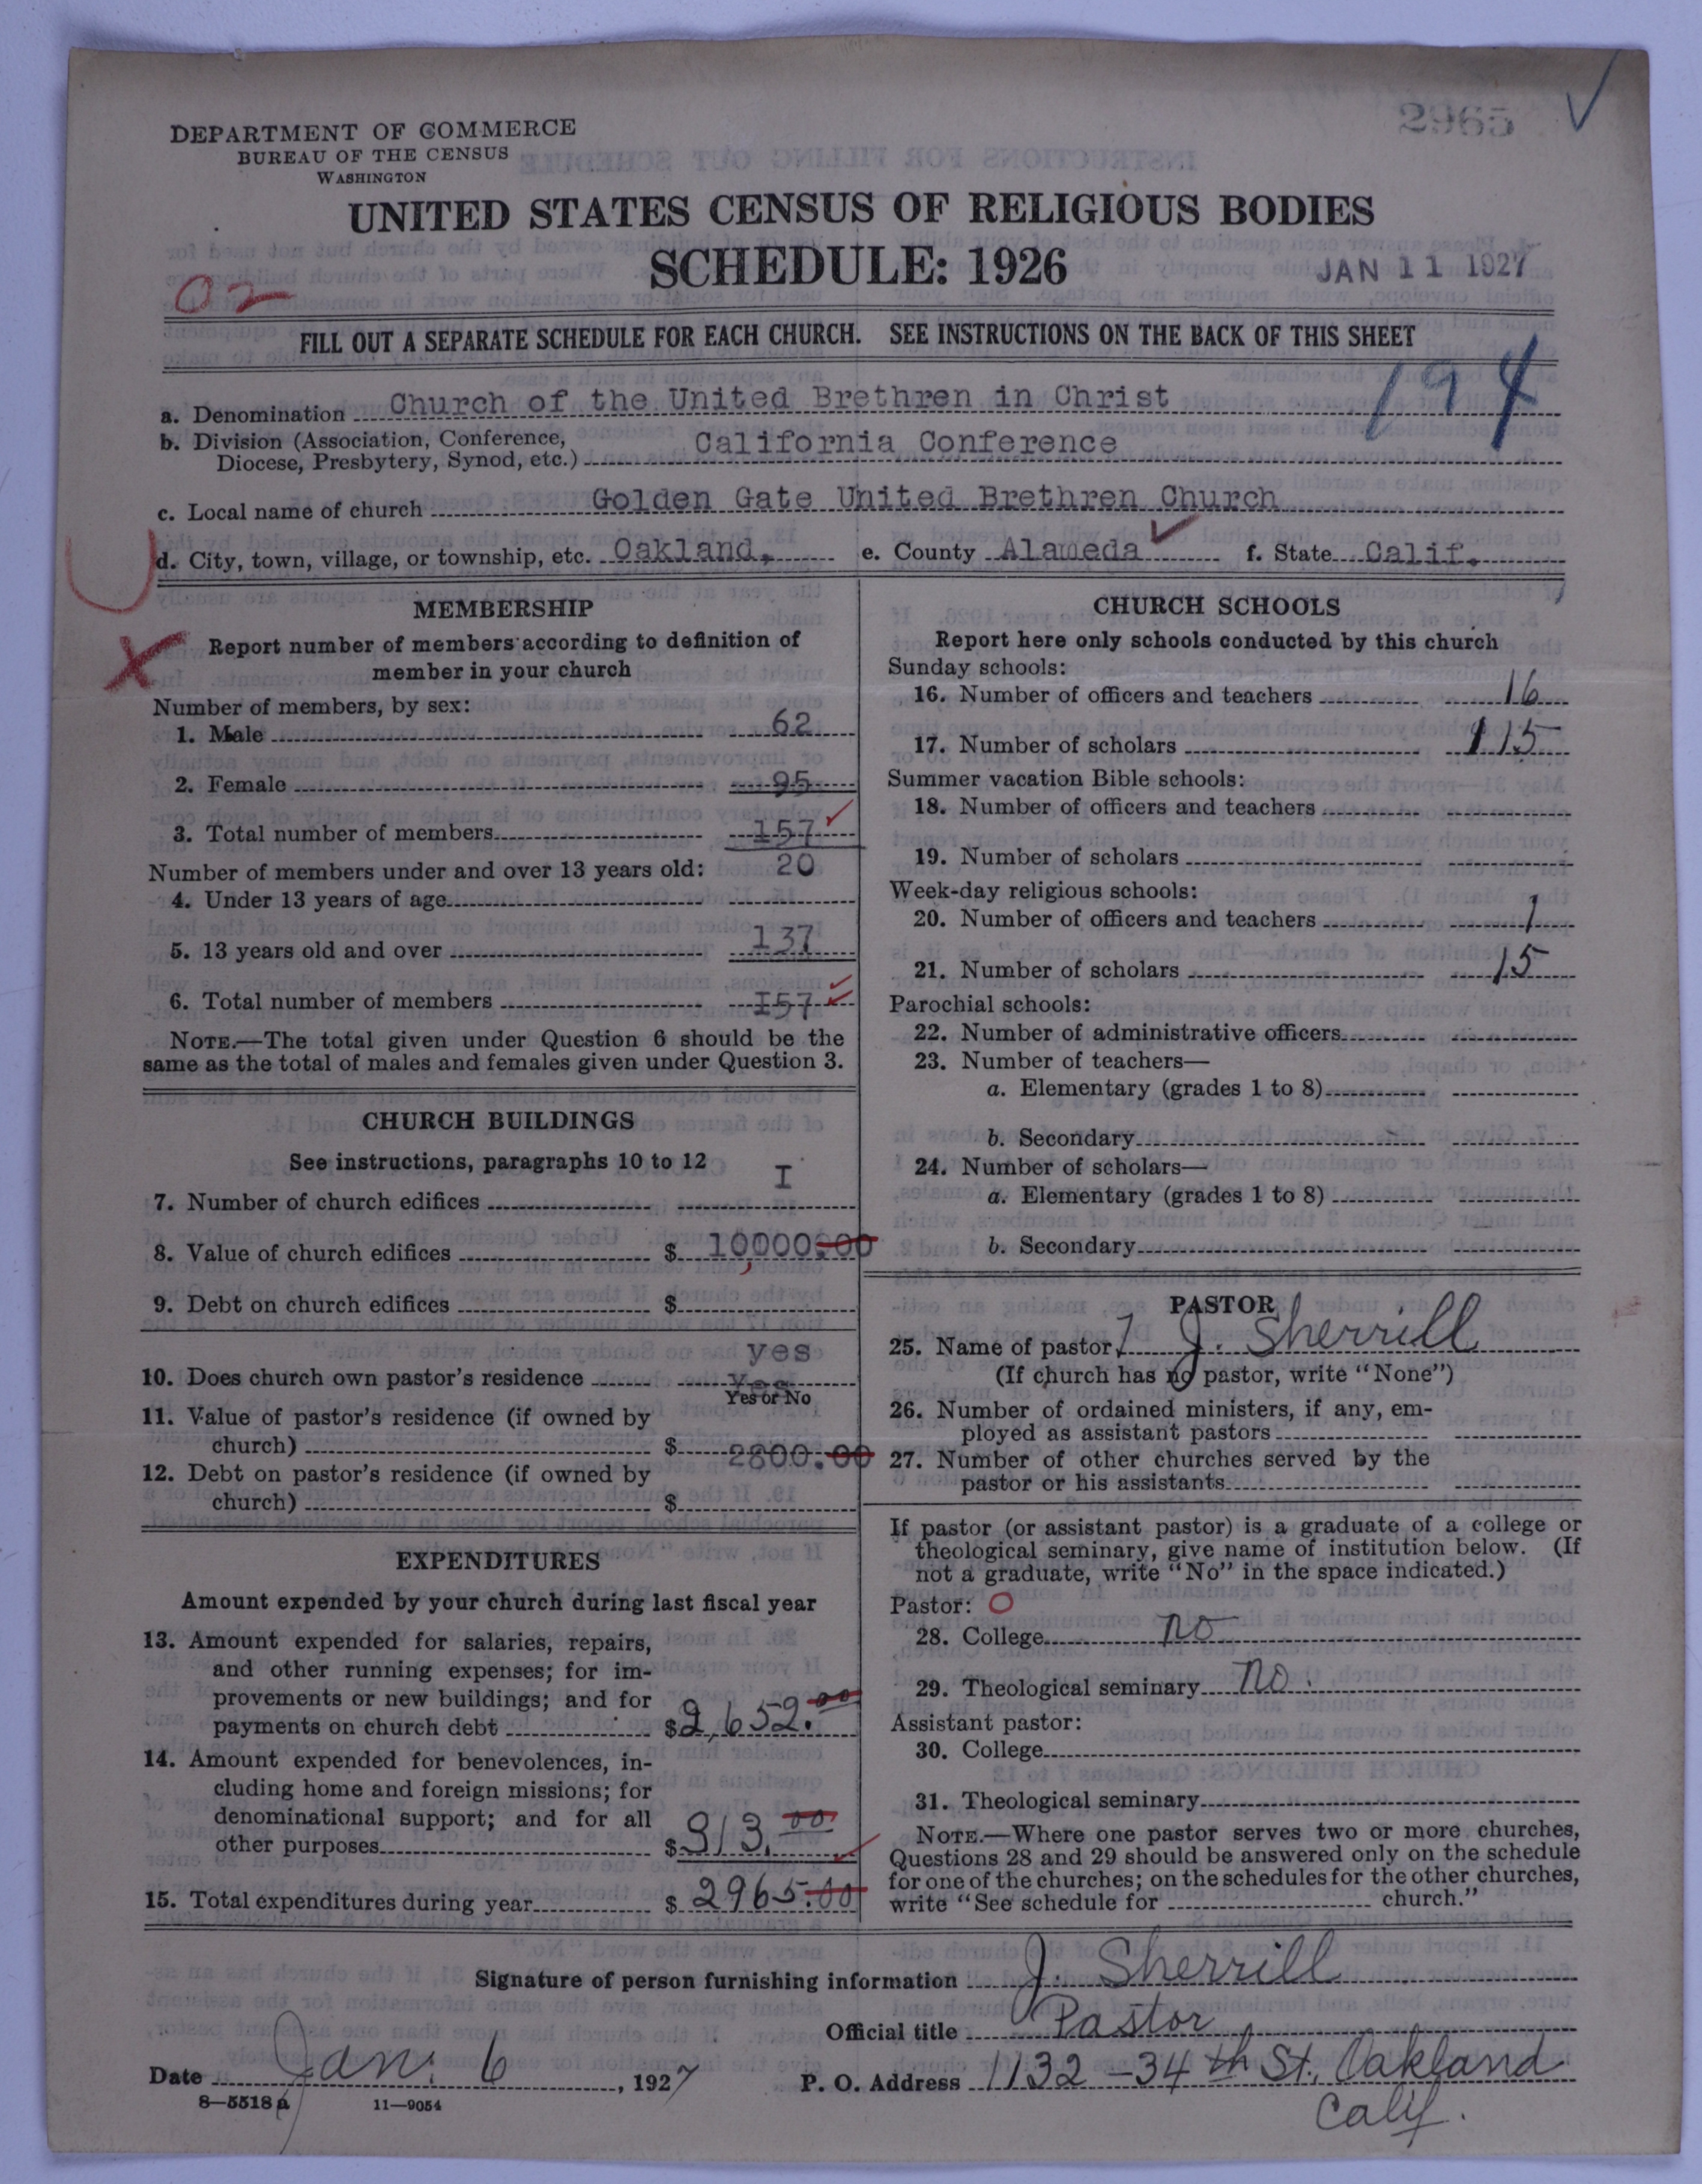 2965
DEPARTMENT OF COMMERCE
BUREAU OF THE CENSUS
WASHINGTON
UNITED STATES CENSUS OF RELIGIOUS BODIES
SCHEDULE: 1926
JAN 11 1927
02
FILL OUT A SEPARATE SCHEDULE FOR EACH CHURCH. SEE INSTRUCTIONS ON THE BACK OF THIS SHEET
194
a. Denomination Church of the United Brethren in Christ
b. Division (Association, Conference, Diocese, Presbytery, Synod, etc.) California Conference
c. Local name of church Golden Gate United Brethren Church
d. City, town, village, or township, etc. Oakland, e. County Alameda f. State Calif.
MEMBERSHIP
Report number of members according to definition of
member in your church
Number of members, by sex:
1. Male 62
2. Female 95
3. Total number of members 157
Number of members under and over 13 years old:
4. Under 13 years of age 20
5. 13 years old and over 137
6. Total number of members I57
NOTE.—The total given under Question 6 should be the
same as the total of males and females given under Question 3.
CHURCH BUILDINGS
See instructions, paragraphs 10 to 12
7. Number of church edifices I
8. Value of church edifices $ 10000.00
9. Debt on church edifices $
yes
10. Does church own pastor's residence yes
Yes or No
11. Value of pastor's residence (if owned by
church) $ 2800.00
12. Debt on pastor's residence (if owned by
church) $
EXPENDITURES
Amount expended by your church during last fiscal year
13. Amount expended for salaries, repairs,
and other running expenses; for im-
provements or new buildings; and for
payments on church debt $ 2,652.00
14. Amount expended for benevolences, in-
cluding home and foreign missions; for
denominational support; and for all
other purposes $ 313.00
15. Total expenditures during year $ 2965.00
CHURCH SCHOOLS
Report here only schools conducted by this church
Sunday schools:
16. Number of officers and teachers 16
17. Number of scholars 115
Summer vacation Bible schools:
18. Number of officers and teachers
19. Number of scholars
Week-day religious schools:
20. Number of officers and teachers 1
21. Number of scholars 15
Parochial schools:
22. Number of administrative officers
23. Number of teachers—
a. Elementary (grades 1 to 8)
b. Secondary
24. Number of scholars—
a. Elementary (grades 1 to 8)
b. Secondary
PASTOR
25. Name of pastor J. Sherrill
(If church has no pastor, write "None")
26. Number of ordained ministers, if any, em-
ployed as assistant pastors
27. Number of other churches served by the
pastor or his assistants
If pastor (or assistant pastor) is a graduate of a college or
theological seminary, give name of institution below. (If
not a graduate, write "No" in the space indicated.)
Pastor: O
28. College no
29. Theological seminary no.
Assistant pastor:
30. College
31. Theological seminary
NOTE.—Where one pastor serves two or more churches,
Questions 28 and 29 should be answered only on the schedule
for one of the churches; on the schedules for the other churches,
write "See schedule for church."
Signature of person furnishing information J. Sherrill
Official title Pastor
Date Jan. 6, 1927 P. O. Address 1132-34th St. Oakland
Calif.
8-5518a 11-9054